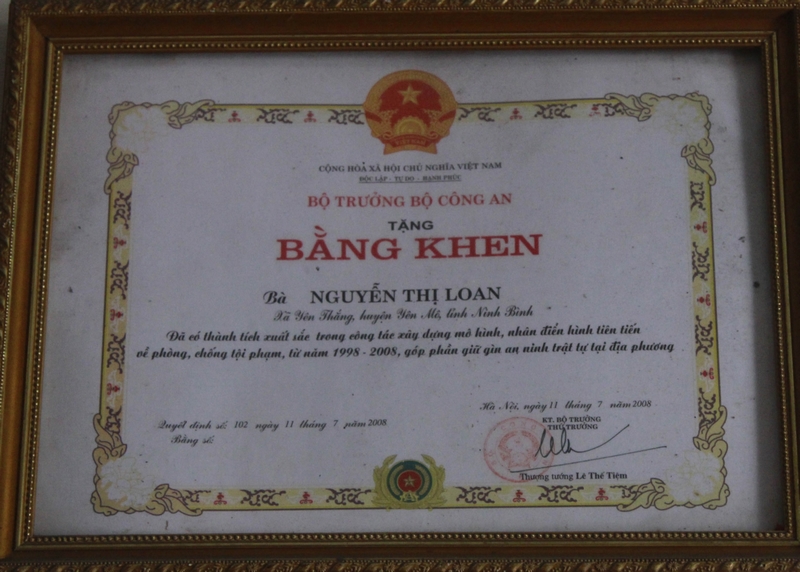 VIỆT NAM
CỘNG HOÀ XÃ HỘI CHỦ NGHĨA VIỆT NAM
ĐỘC LẬP - TỰ DO - HẠNH PHÚC
BỘ TRƯỞNG BỘ CÔNG AN
TẶNG
BẰNG KHEN
Bà NGUYỄN THỊ LOAN
Xã Yên Thắng, huyện Yên Mô, tỉnh Ninh Bình
Đã có thành tích xuất sắc trong công tác xây dựng mô hình, nhân điển hình tiên tiến
về phòng, chống tội phạm, từ năm 1998 - 2008, góp phần giữ gìn an ninh trật tự tại địa phương
Hà Nội, ngày 11 tháng 7 năm 2008
Quyết định số: 102 ngày 11 tháng 7 năm 2008
Bằng số:
KT. BỘ TRƯỞNG
THỨ TRƯỞNG
Thượng tướng Lê Thế Tiệm